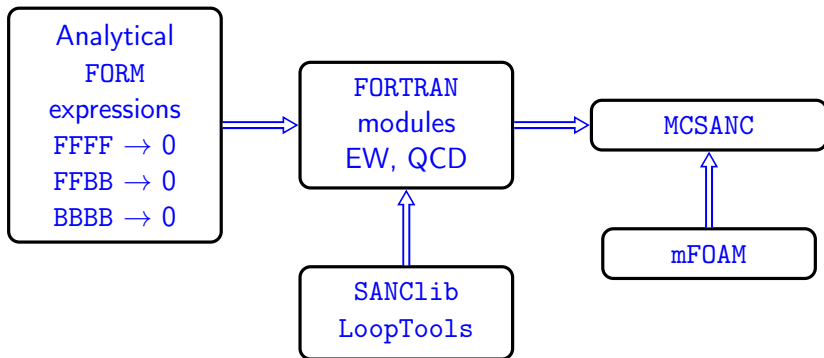 Analytical
FORM
expressions
FFFF → 0
FFBB → 0
BBBB → 0
FORTRAN
modules
EW, QCD
MCSANC
mFOAM
SANClib
LoopTools